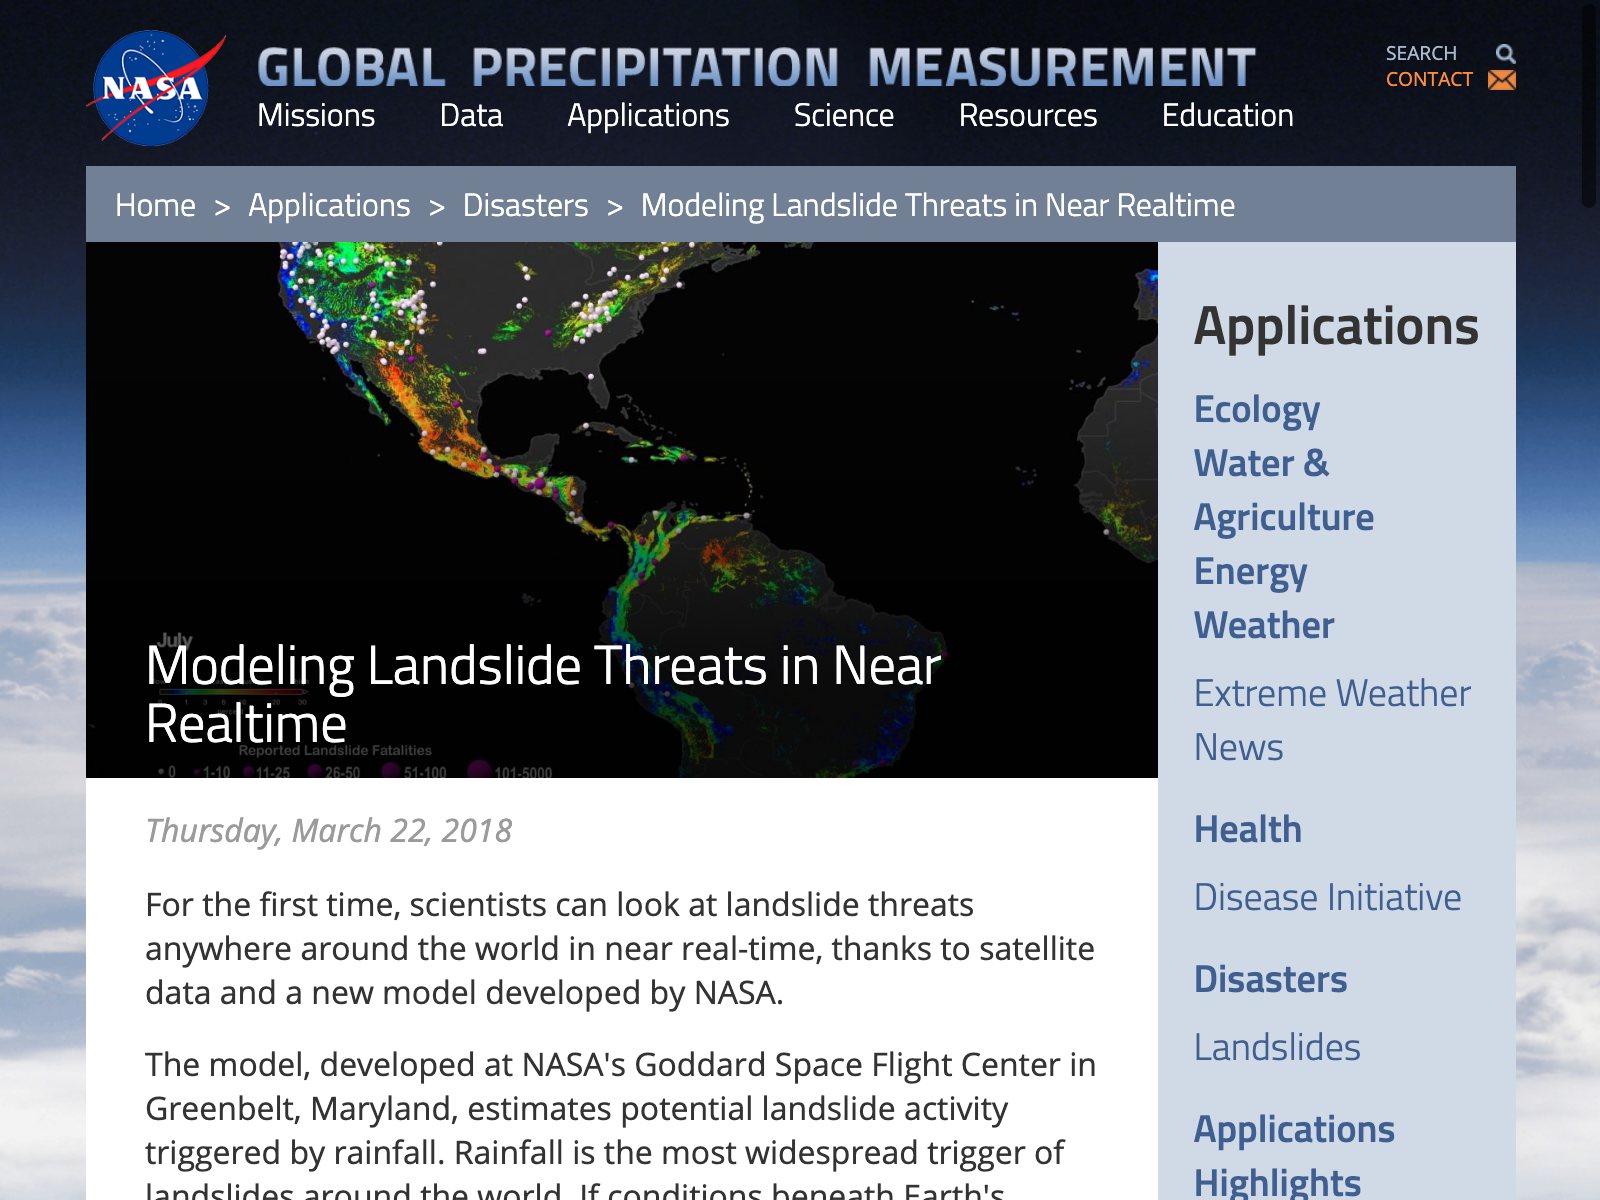 NASA
GLOBAL PRECIPITATION MEASUREMENT
SEARCH
CONTACT
Missions Data Applications Science Resources Education
Home > Applications > Disasters > Modeling Landslide Threats in Near Realtime
July
Modeling Landslide Threats in Near
Realtime
Reported Landslide Fatalities
0 1-10 11-25 26-50 51-100 101-5000
Thursday, March 22, 2018
For the first time, scientists can look at landslide threats
anywhere around the world in near real-time, thanks to satellite
data and a new model developed by NASA.
The model, developed at NASA's Goddard Space Flight Center in
Greenbelt, Maryland, estimates potential landslide activity
triggered by rainfall. Rainfall is the most widespread trigger of
landslides around the world. If conditions beneath Earth's
Applications
Ecology
Water &
Agriculture
Energy
Weather
Extreme Weather
News
Health
Disease Initiative
Disasters
Landslides
Applications
Highlights